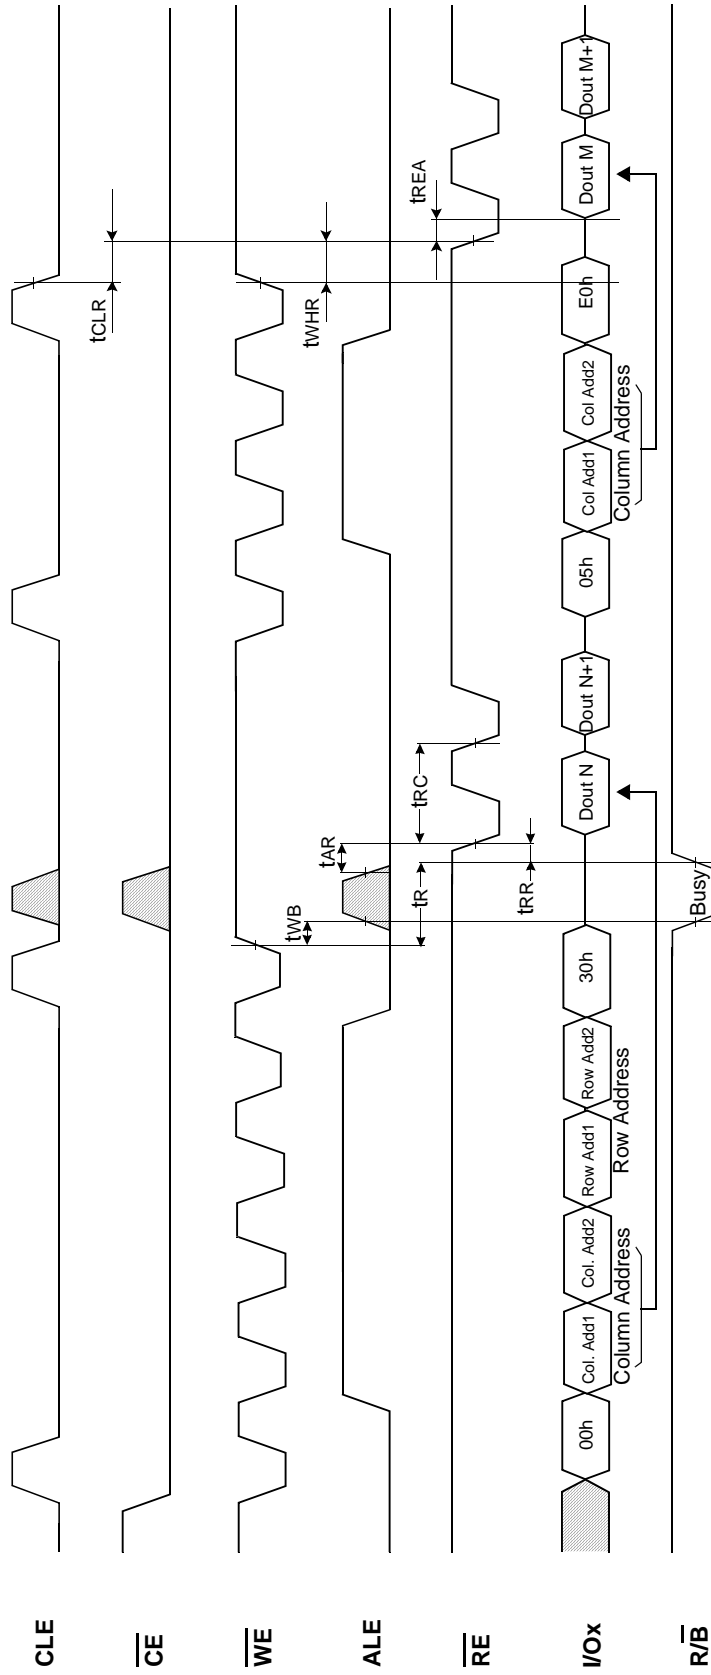 CLE
CE
WE
ALE
RE
I/Ox
R/B
tCLR
tWHR
tWB
tAR
tREA
tRC
tR
tRR
00h
Col. Add1
Col. Add2
Row Add1
Row Add2
30h
Dout N
Dout N+1
05h
Col Add1
Col Add2
E0h
Dout M
Dout M+1
Column Address
Row Address
Column Address
Busy